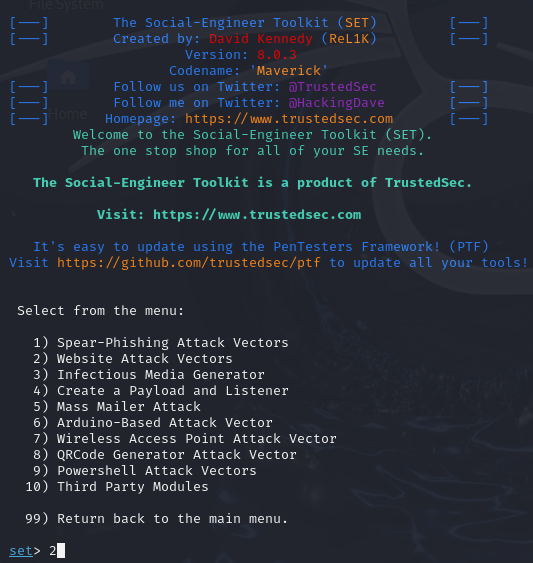 File System
[---] The Social-Engineer Toolkit (SET) [---]
[---] Created by: David Kennedy (ReL1K) [---]
Version: 8.0.3
Codename: 'Maverick'
[---] Follow us on Twitter: @TrustedSec [---]
[---] Follow me on Twitter: @HackingDave [---]
[---] Homepage: https://www.trustedsec.com [---]
Home
Welcome to the Social-Engineer Toolkit (SET).
The one stop shop for all of your SE needs.
The Social-Engineer Toolkit is a product of TrustedSec.
Visit: https://www.trustedsec.com
It's easy to update using the PenTesters Framework! (PTF)
Visit https://github.com/trustedsec/ptf to update all your tools!
Select from the menu:
1) Spear-Phishing Attack Vectors
2) Website Attack Vectors
3) Infectious Media Generator
4) Create a Payload and Listener
5) Mass Mailer Attack
6) Arduino-Based Attack Vector
7) Wireless Access Point Attack Vector
8) QRCode Generator Attack Vector
9) Powershell Attack Vectors
10) Third Party Modules
99) Return back to the main menu.
set> 2